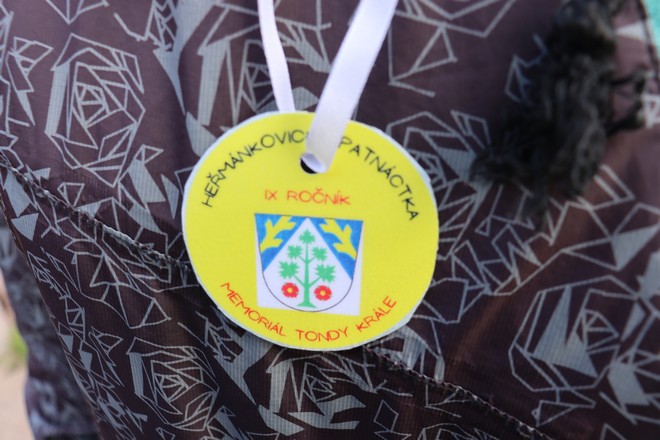 HEŘMÁNKOVIC PATNÁCTKA
IX ROČNÍK
MEMORIÁL TONDY KRÁLE